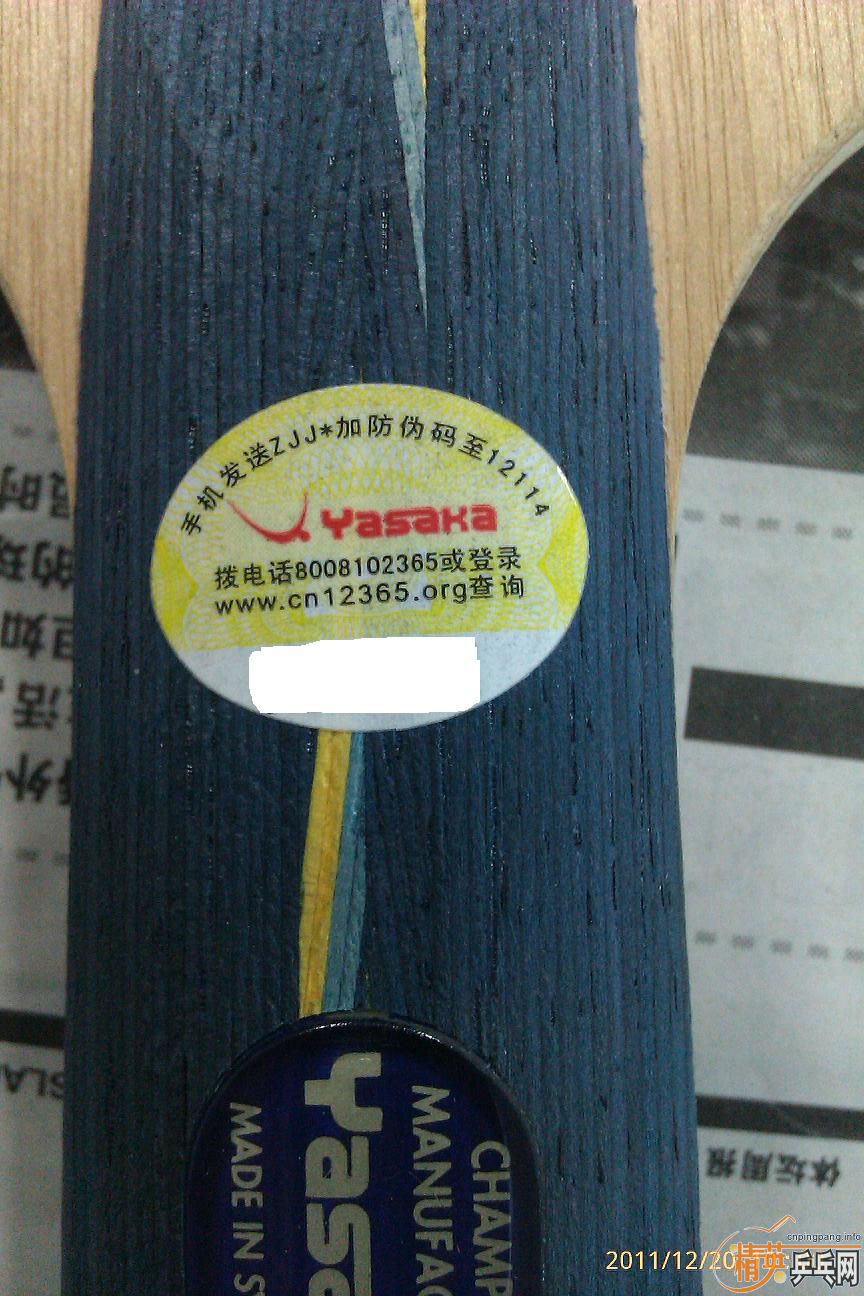 手机发送ZJJ*加防伪码至12114
Yasaka
拨电话8008102365或登录
www.cn12365.org查询
CHAMP
MANUFAC
Yasa
MADE IN S
体坛周报
2011/12/20
cnpingpang.info
精英乒乓网